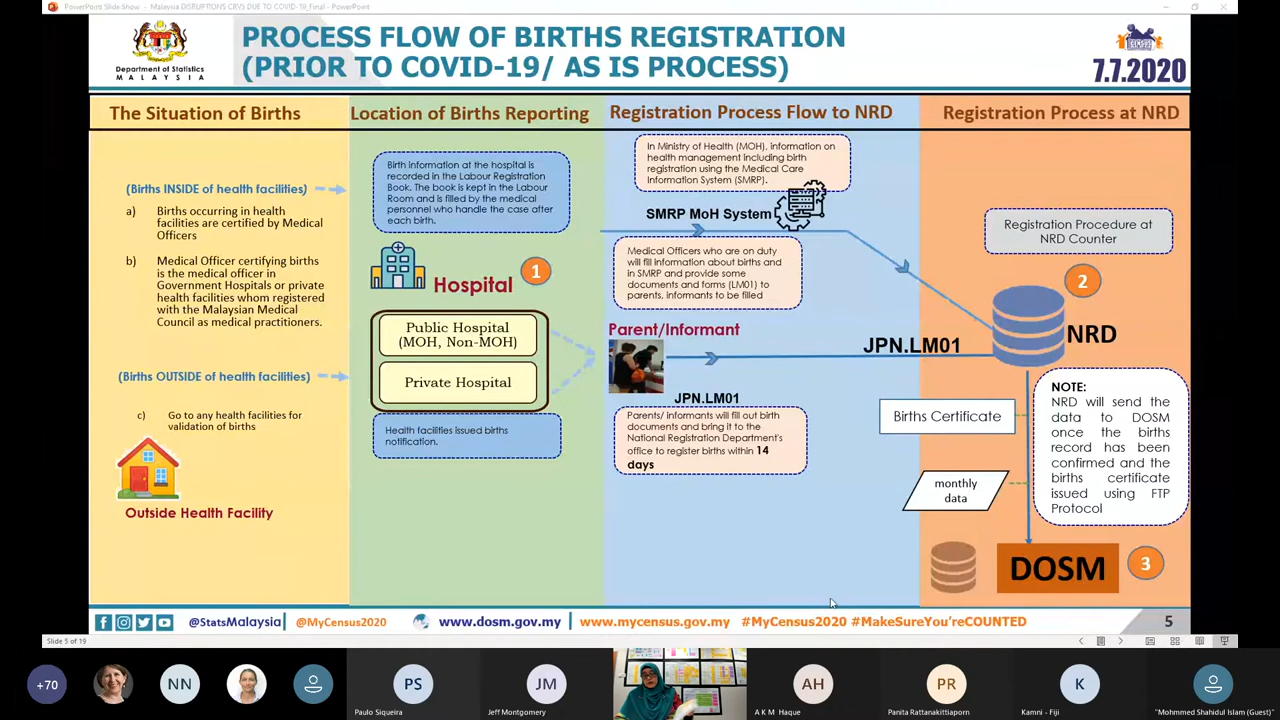 PowerPoint Slide Show - Malaysia DISRUPTIONS CRVS DUE TO COVID-19_Final - PowerPoint
Department of Statistics
MALAYSIA
PROCESS FLOW OF BIRTHS REGISTRATION
(PRIOR TO COVID-19/ AS IS PROCESS)
7.7.2020
The Situation of Births
(Births INSIDE of health facilities)
a) Births occurring in health
facilities are certified by Medical
Officers
b) Medical Officer certifying births
is the medical officer in
Government Hospitals or private
health facilities whom registered
with the Malaysian Medical
Council as medical practitioners.
(Births OUTSIDE of health facilities)
c) Go to any health facilities for
validation of births
Outside Health Facility
Location of Births Reporting
Birth information at the hospital is
recorded in the Labour Registration
Book. The book is kept in the Labour
Room and is filled by the medical
personnel who handle the case after
each birth.
Hospital
1
Public Hospital
(MOH, Non-MOH)
Private Hospital
Health facilities issued births
notification.
Registration Process Flow to NRD
In Ministry of Health (MOH), information on
health management including birth
registration using the Medical Care
Information System (SMRP).
SMRP MoH System
Medical Officers who are on duty
will fill information about births and
in SMRP and provide some
documents and forms (LM01) to
parents, informants to be filled
Parent/Informant
JPN.LM01
JPN.LM01
Parents/ informants will fill out birth
documents and bring it to the
National Registration Department's
office to register births within 14
days
Registration Process at NRD
Registration Procedure at
NRD Counter
2
NRD
Births Certificate
monthly
data
NOTE:
NRD will send the
data to DOSM
once the births
record has been
confirmed and the
births certificate
issued using FTP
Protocol
DOSM
3
@StatsMalaysia
@MyCensus2020
www.dosm.gov.my
www.mycensus.gov.my
#MyCensus2020 #MakeSureYou'reCOUNTED
5
Slide 5 of 19
+70
NN
PS
Paulo Siqueira
JM
Jeff Montgomery
AH
A K M Haque
PR
Panita Rattanakittiaporn
K
Kamni - Fiji
"Mohmmed Shahidul Islam (Guest)"